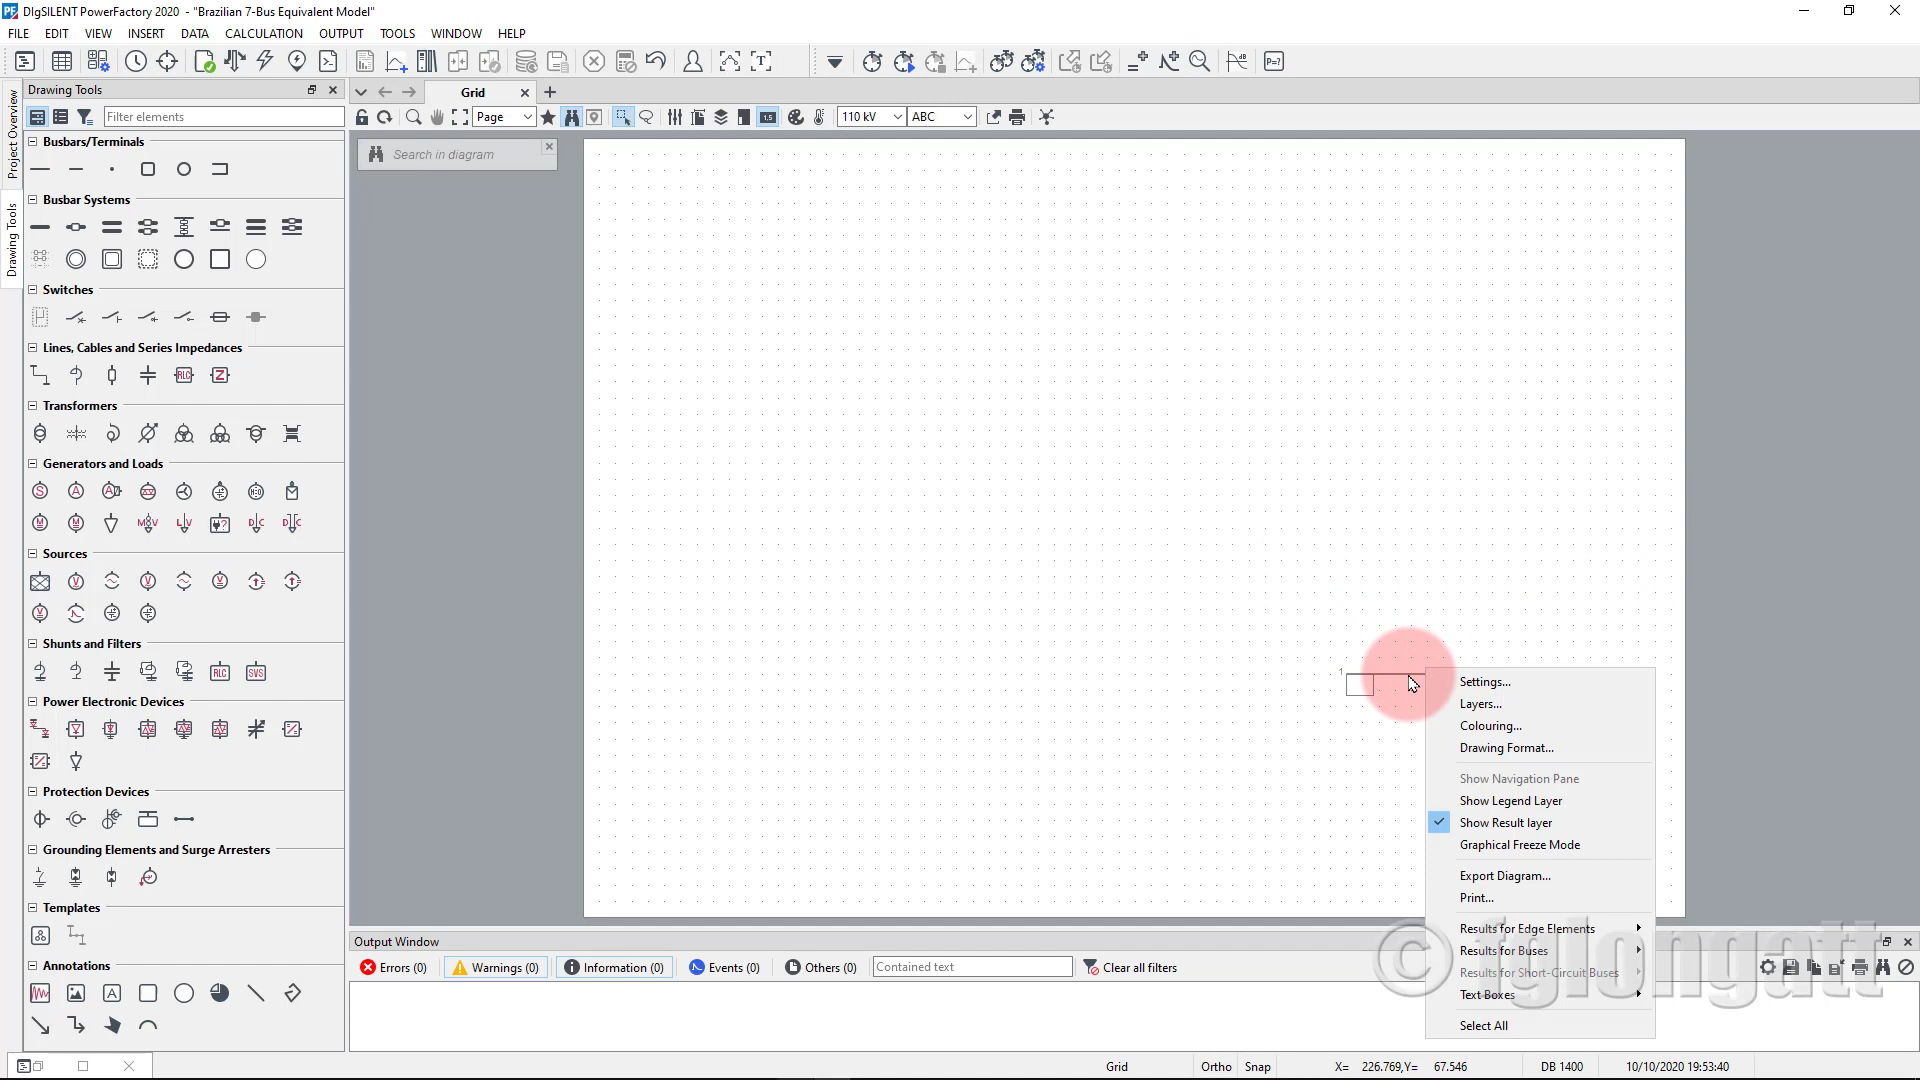 DIgSILENT PowerFactory 2020 - "Brazilian 7-Bus Equivalent Model"
FILE EDIT VIEW INSERT DATA CALCULATION OUTPUT TOOLS WINDOW HELP
Drawing Tools
Grid
Filter elements
Page
1.5
110 kV
ABC
Project Overview
Drawing Tools
Search in diagram
Busbars/Terminals
Busbar Systems
Switches
Lines, Cables and Series Impedances
Transformers
Generators and Loads
Sources
Shunts and Filters
Power Electronic Devices
Protection Devices
Grounding Elements and Surge Arresters
Templates
Annotations
1
Settings...
Layers...
Colouring...
Drawing Format...
Show Navigation Pane
Show Legend Layer
Show Result layer
Graphical Freeze Mode
Export Diagram...
Print...
Results for Edge Elements
Results for Buses
Results for Short-Circuit Buses
Text Boxes
Select All
Output Window
Errors (0) Warnings (0) Information (0) Events (0) Others (0) Contained text Clear all filters
© fglongatt
Grid Ortho Snap X= 226.769,Y= 67.546 DB 1400 10/10/2020 19:53:40